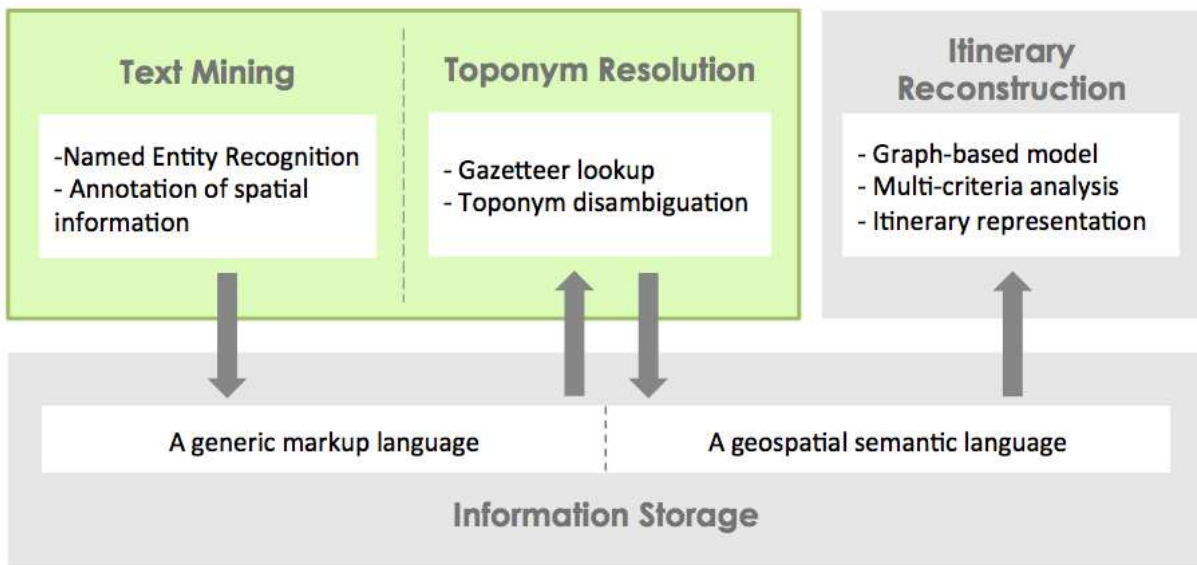 Text Mining
-Named Entity Recognition
- Annotation of spatial
information
Toponym Resolution
- Gazetteer lookup
- Toponym disambiguation
Itinerary
Reconstruction
- Graph-based model
- Multi-criteria analysis
- Itinerary representation
A generic markup language
A geospatial semantic language
Information Storage